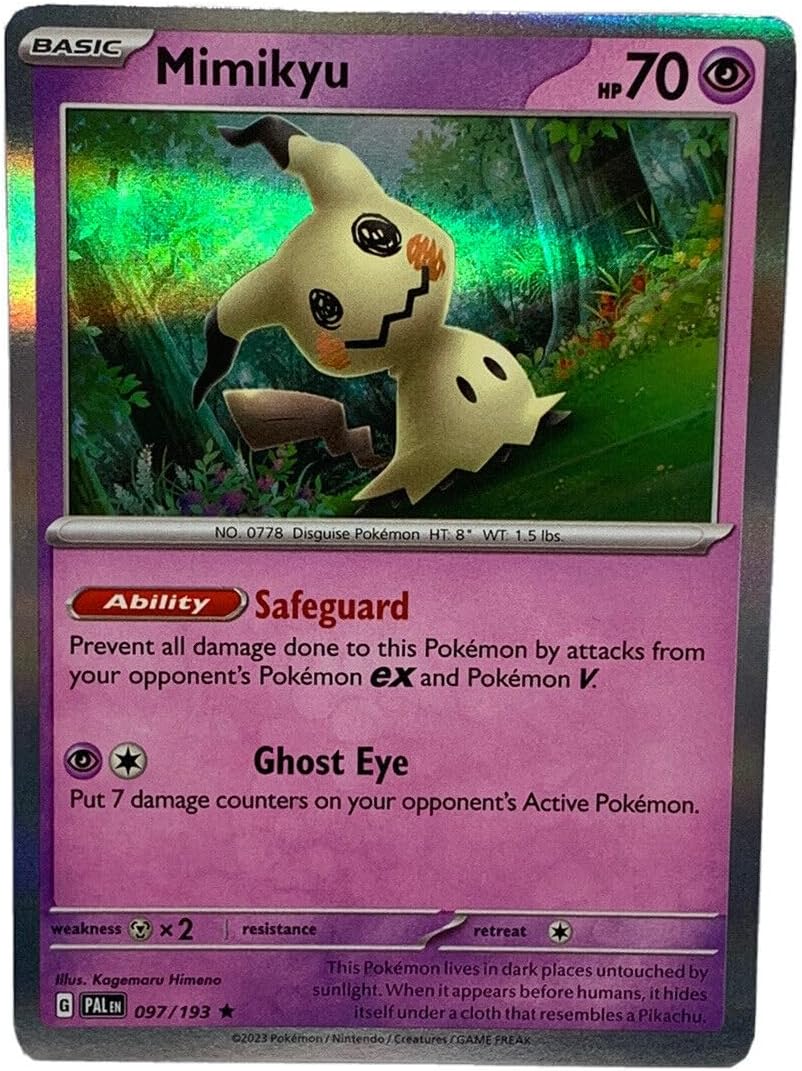 BASIC
Mimikyu
HP 70
NO. 0778 Disguise Pokémon HT: 8" WT: 1.5 lbs.
Ability Safeguard
Prevent all damage done to this Pokémon by attacks from
your opponent's Pokémon ex and Pokémon V.
Ghost Eye
Put 7 damage counters on your opponent's Active Pokémon.
weakness ×2 resistance retreat
Illus. Kagemaru Himeno
G PAL EN 097/193
This Pokémon lives in dark places untouched by
sunlight. When it appears before humans, it hides
itself under a cloth that resembles a Pikachu.
©2023 Pokémon / Nintendo / Creatures / GAME FREAK